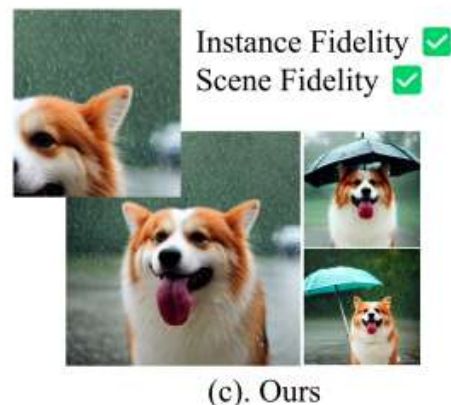 Instance Fidelity ✅
Scene Fidelity ✅
(c). Ours